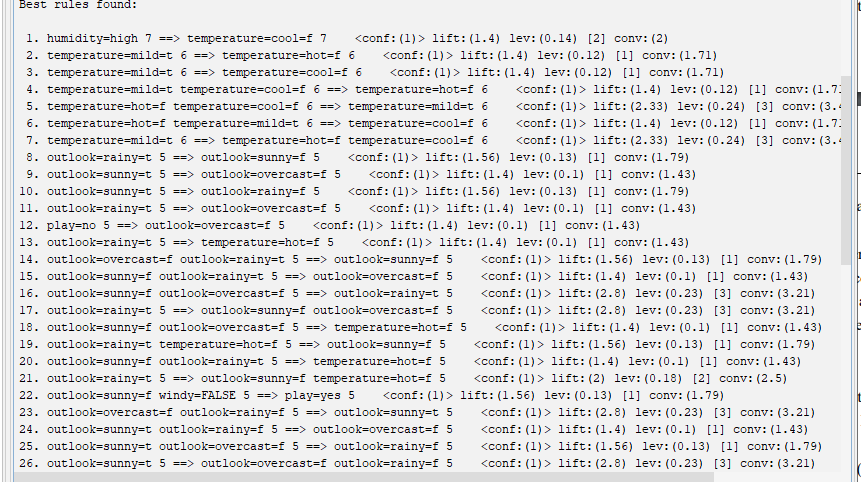 Best rules found:
1. humidity=high 7 ==> temperature=cool=f 7    <conf:(1)> lift:(1.4) lev:(0.14) [2] conv:(2)
2. temperature=mild=t 6 ==> temperature=hot=f 6    <conf:(1)> lift:(1.4) lev:(0.12) [1] conv:(1.71)
3. temperature=mild=t 6 ==> temperature=cool=f 6    <conf:(1)> lift:(1.4) lev:(0.12) [1] conv:(1.71)
4. temperature=mild=t temperature=cool=f 6 ==> temperature=hot=f 6    <conf:(1)> lift:(1.4) lev:(0.12) [1] conv:(1.7
5. temperature=hot=f temperature=cool=f 6 ==> temperature=mild=t 6    <conf:(1)> lift:(2.33) lev:(0.24) [3] conv:(3.4
6. temperature=hot=f temperature=mild=t 6 ==> temperature=cool=f 6    <conf:(1)> lift:(1.4) lev:(0.12) [1] conv:(1.7
7. temperature=mild=t 6 ==> temperature=hot=f temperature=cool=f 6    <conf:(1)> lift:(2.33) lev:(0.24) [3] conv:(3.4
8. outlook=rainy=t 5 ==> outlook=sunny=f 5    <conf:(1)> lift:(1.56) lev:(0.13) [1] conv:(1.79)
9. outlook=sunny=t 5 ==> outlook=overcast=f 5    <conf:(1)> lift:(1.4) lev:(0.1) [1] conv:(1.43)
10. outlook=sunny=t 5 ==> outlook=rainy=f 5    <conf:(1)> lift:(1.56) lev:(0.13) [1] conv:(1.79)
11. outlook=rainy=t 5 ==> outlook=overcast=f 5    <conf:(1)> lift:(1.4) lev:(0.1) [1] conv:(1.43)
12. play=no 5 ==> outlook=overcast=f 5    <conf:(1)> lift:(1.4) lev:(0.1) [1] conv:(1.43)
13. outlook=rainy=t 5 ==> temperature=hot=f 5    <conf:(1)> lift:(1.4) lev:(0.1) [1] conv:(1.43)
14. outlook=overcast=f outlook=rainy=t 5 ==> outlook=sunny=f 5    <conf:(1)> lift:(1.56) lev:(0.13) [1] conv:(1.79)
15. outlook=sunny=f outlook=rainy=t 5 ==> outlook=overcast=f 5    <conf:(1)> lift:(1.4) lev:(0.1) [1] conv:(1.43)
16. outlook=sunny=f outlook=overcast=f 5 ==> outlook=rainy=t 5    <conf:(1)> lift:(2.8) lev:(0.23) [3] conv:(3.21)
17. outlook=rainy=t 5 ==> outlook=sunny=f outlook=overcast=f 5    <conf:(1)> lift:(2.8) lev:(0.23) [3] conv:(3.21)
18. outlook=sunny=f outlook=overcast=f 5 ==> temperature=hot=f 5    <conf:(1)> lift:(1.4) lev:(0.1) [1] conv:(1.43)
19. outlook=rainy=t temperature=hot=f 5 ==> outlook=sunny=f 5    <conf:(1)> lift:(1.56) lev:(0.13) [1] conv:(1.79)
20. outlook=sunny=f outlook=rainy=t 5 ==> temperature=hot=f 5    <conf:(1)> lift:(1.4) lev:(0.1) [1] conv:(1.43)
21. outlook=rainy=t 5 ==> outlook=sunny=f temperature=hot=f 5    <conf:(1)> lift:(2) lev:(0.18) [2] conv:(2.5)
22. outlook=sunny=f windy=FALSE 5 ==> play=yes 5    <conf:(1)> lift:(1.56) lev:(0.13) [1] conv:(1.79)
23. outlook=overcast=f outlook=rainy=f 5 ==> outlook=sunny=t 5    <conf:(1)> lift:(2.8) lev:(0.23) [3] conv:(3.21)
24. outlook=sunny=t outlook=rainy=f 5 ==> outlook=overcast=f 5    <conf:(1)> lift:(1.4) lev:(0.1) [1] conv:(1.43)
25. outlook=sunny=t outlook=overcast=f 5 ==> outlook=rainy=f 5    <conf:(1)> lift:(1.56) lev:(0.13) [1] conv:(1.79)
26. outlook=sunny=t 5 ==> outlook=overcast=f outlook=rainy=f 5    <conf:(1)> lift:(2.8) lev:(0.23) [3] conv:(3.21)